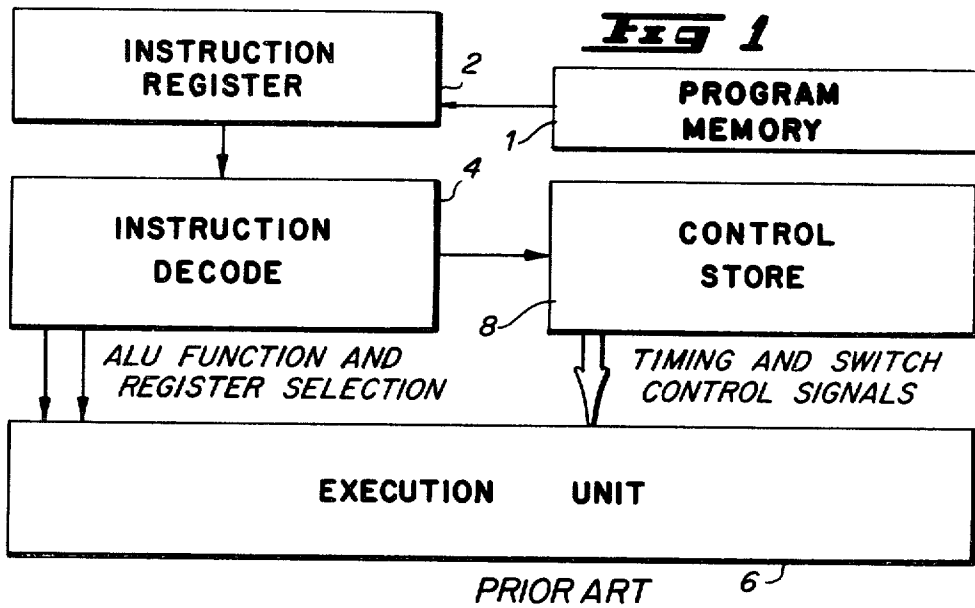 Fig 1
INSTRUCTION
REGISTER
2
PROGRAM
MEMORY
1
INSTRUCTION
DECODE
4
CONTROL
STORE
8
ALU FUNCTION AND
REGISTER SELECTION
TIMING AND SWITCH
CONTROL SIGNALS
EXECUTION UNIT
6
PRIOR ART